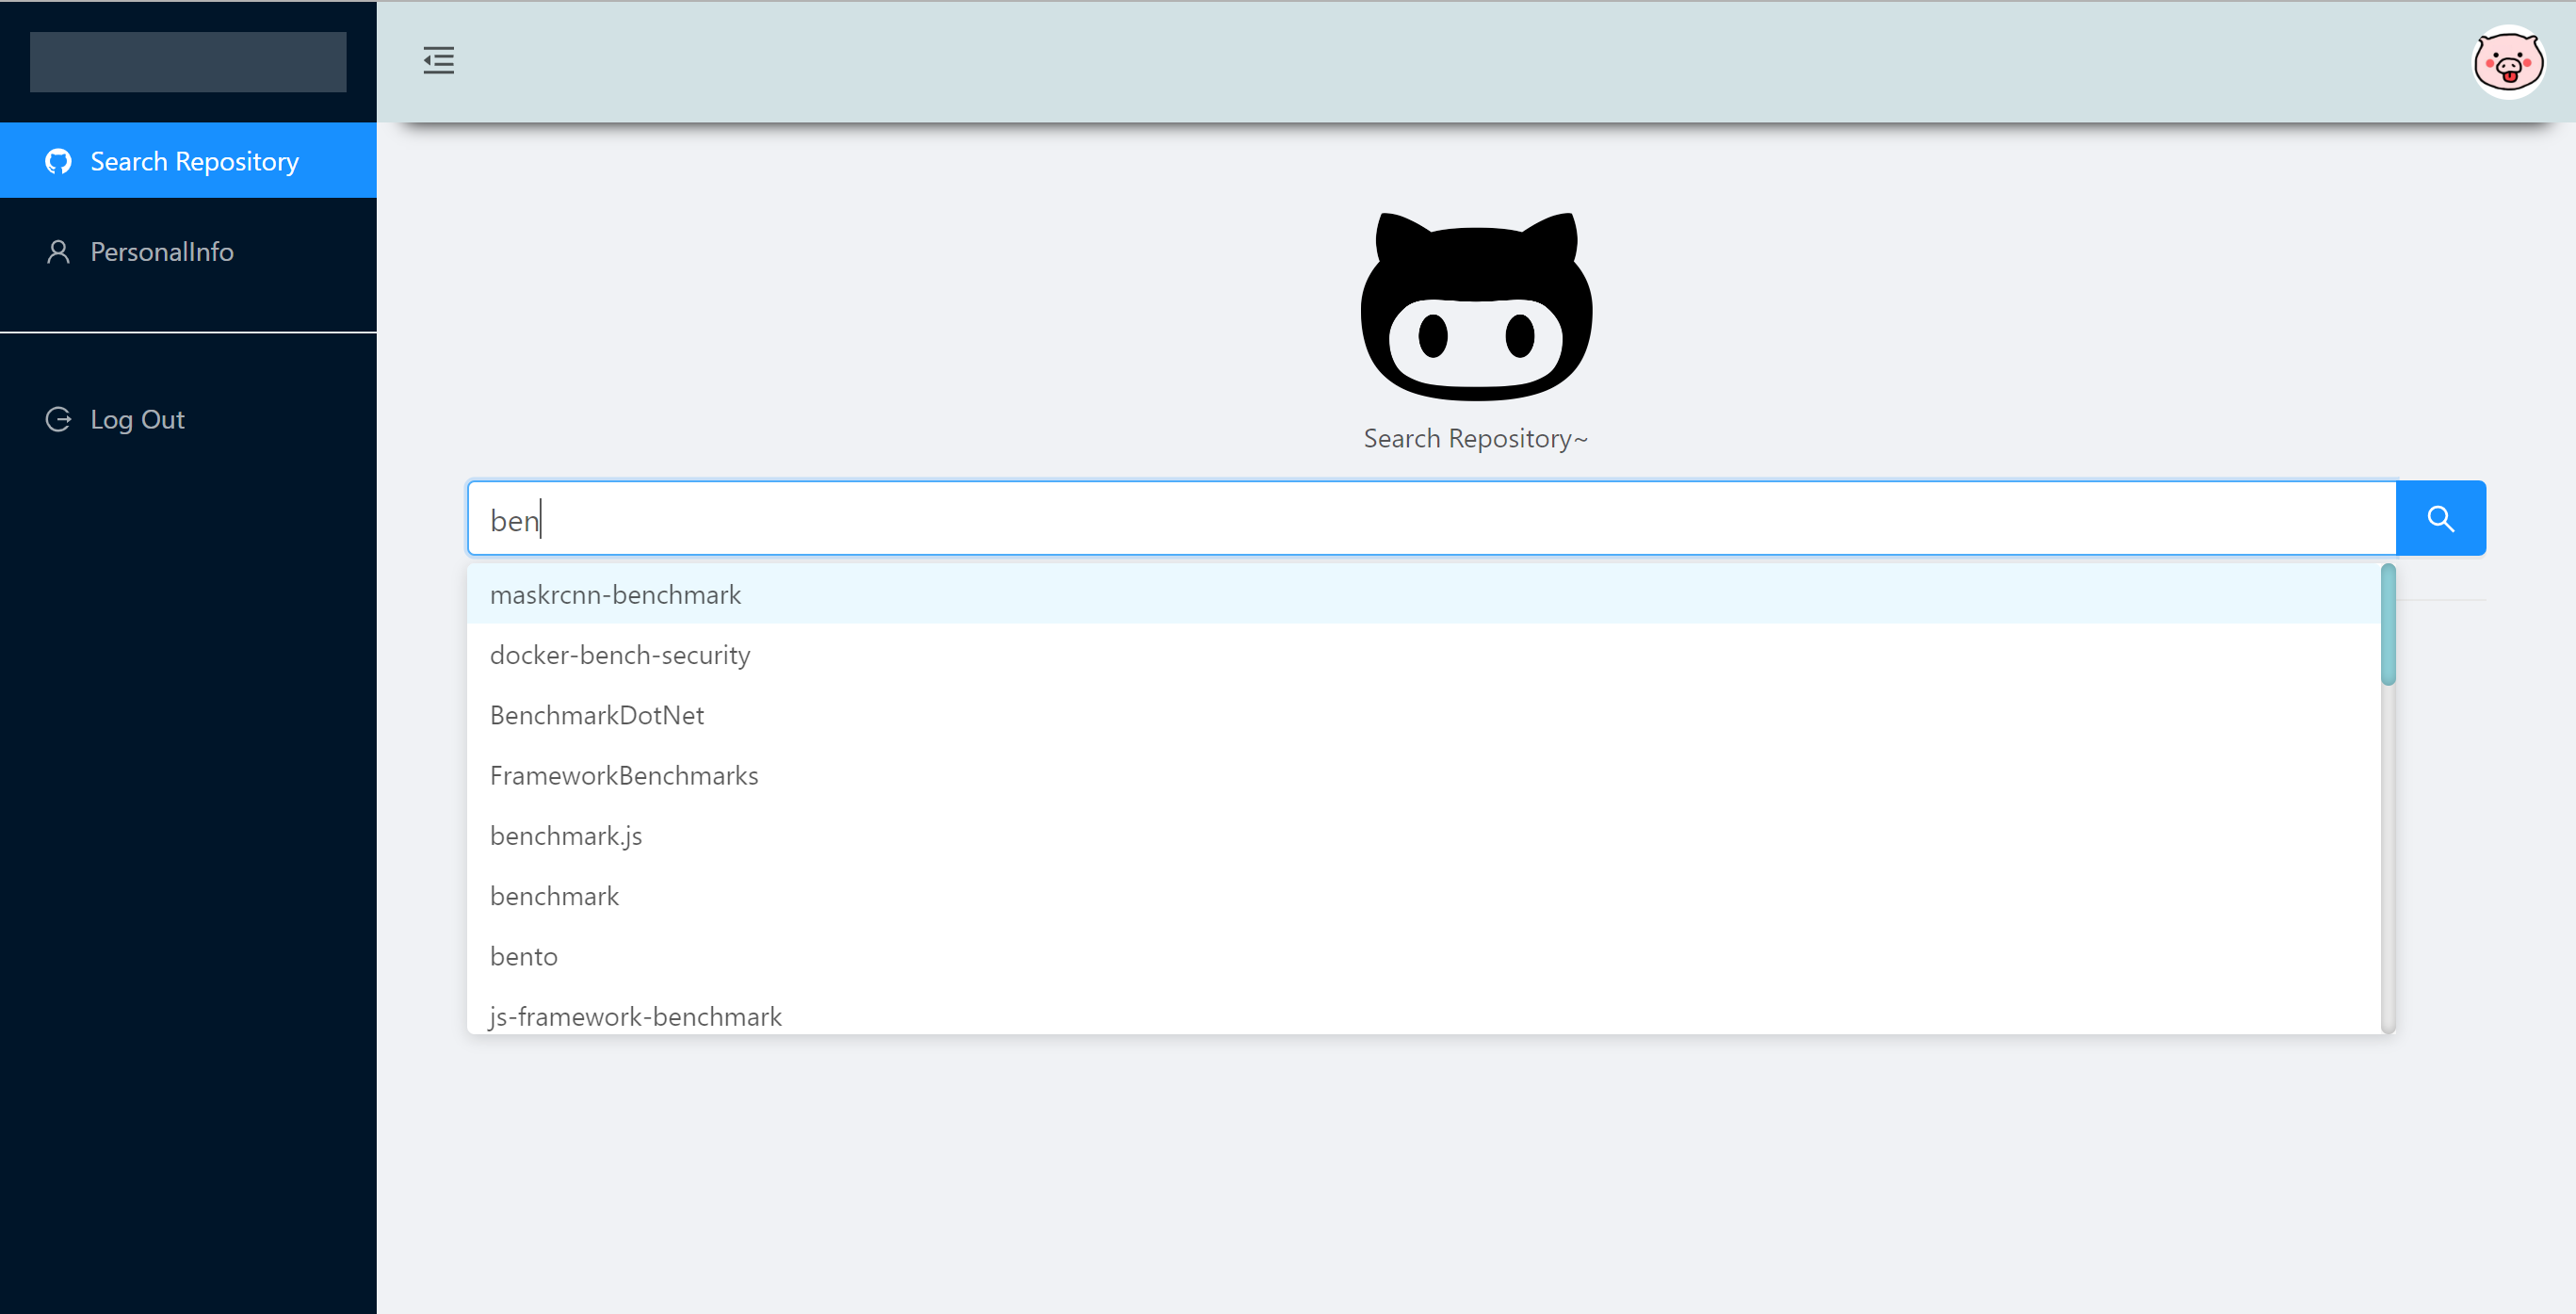 Search Repository
PersonalInfo
Log Out
Search Repository~
ben
maskrcnn-benchmark
docker-bench-security
BenchmarkDotNet
FrameworkBenchmarks
benchmark.js
benchmark
bento
js-framework-benchmark